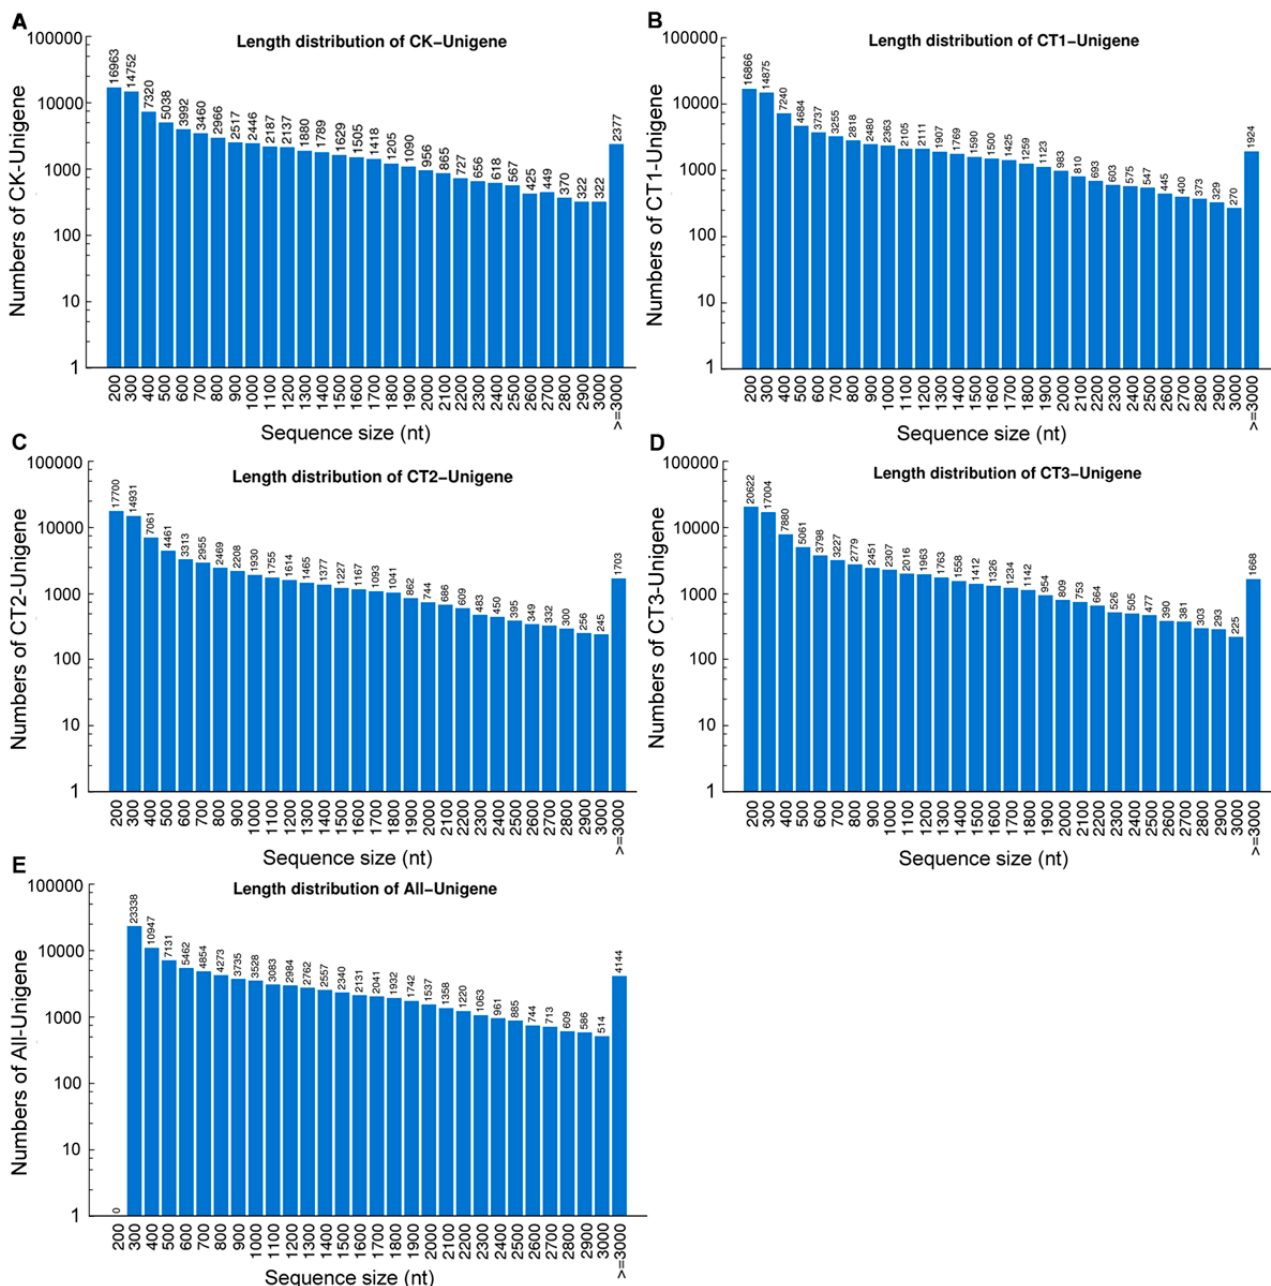 A
Length distribution of CK−Unigene
Numbers of CK-Unigene
100000
10000
1000
100
10
1
16963 14752 7320 5038 3992 3460 2966 2517 2446 2187 2137 1880 1789 1629 1505 1418 1205 1090 956 865 727 656 618 567 425 449 370 322 322 2377
200 300 400 500 600 700 800 900 1000 1100 1200 1300 1400 1500 1600 1700 1800 1900 2000 2100 2200 2300 2400 2500 2600 2700 2800 2900 3000 >=3000
Sequence size (nt)
B
Length distribution of CT1−Unigene
Numbers of CT1-Unigene
100000
10000
1000
100
10
1
16866 14875 7240 4684 3737 3255 2818 2480 2363 2105 2111 1907 1769 1590 1500 1425 1259 1123 983 810 693 603 575 547 445 400 373 329 270 1924
200 300 400 500 600 700 800 900 1000 1100 1200 1300 1400 1500 1600 1700 1800 1900 2000 2100 2200 2300 2400 2500 2600 2700 2800 2900 3000 >=3000
Sequence size (nt)
C
Length distribution of CT2−Unigene
Numbers of CT2-Unigene
100000
10000
1000
100
10
1
17700 14931 7061 4461 3313 2955 2469 2208 1930 1755 1614 1465 1377 1227 1167 1093 1041 862 744 686 609 483 450 395 349 332 300 256 245 1703
200 300 400 500 600 700 800 900 1000 1100 1200 1300 1400 1500 1600 1700 1800 1900 2000 2100 2200 2300 2400 2500 2600 2700 2800 2900 3000 >=3000
Sequence size (nt)
D
Length distribution of CT3−Unigene
Numbers of CT3-Unigene
100000
10000
1000
100
10
1
20622 17004 7880 5061 3798 3227 2779 2451 2307 2016 1963 1763 1558 1412 1326 1234 1142 954 809 753 664 526 505 477 390 381 303 293 225 1668
200 300 400 500 600 700 800 900 1000 1100 1200 1300 1400 1500 1600 1700 1800 1900 2000 2100 2200 2300 2400 2500 2600 2700 2800 2900 3000 >=3000
Sequence size (nt)
E
Length distribution of All−Unigene
Numbers of All-Unigene
100000
10000
1000
100
10
1
0 23338 10947 7131 5462 4854 4273 3735 3528 3083 2984 2762 2557 2340 2131 2041 1932 1742 1537 1358 1220 1063 961 885 744 713 609 586 514 4144
200 300 400 500 600 700 800 900 1000 1100 1200 1300 1400 1500 1600 1700 1800 1900 2000 2100 2200 2300 2400 2500 2600 2700 2800 2900 3000 >=3000
Sequence size (nt)